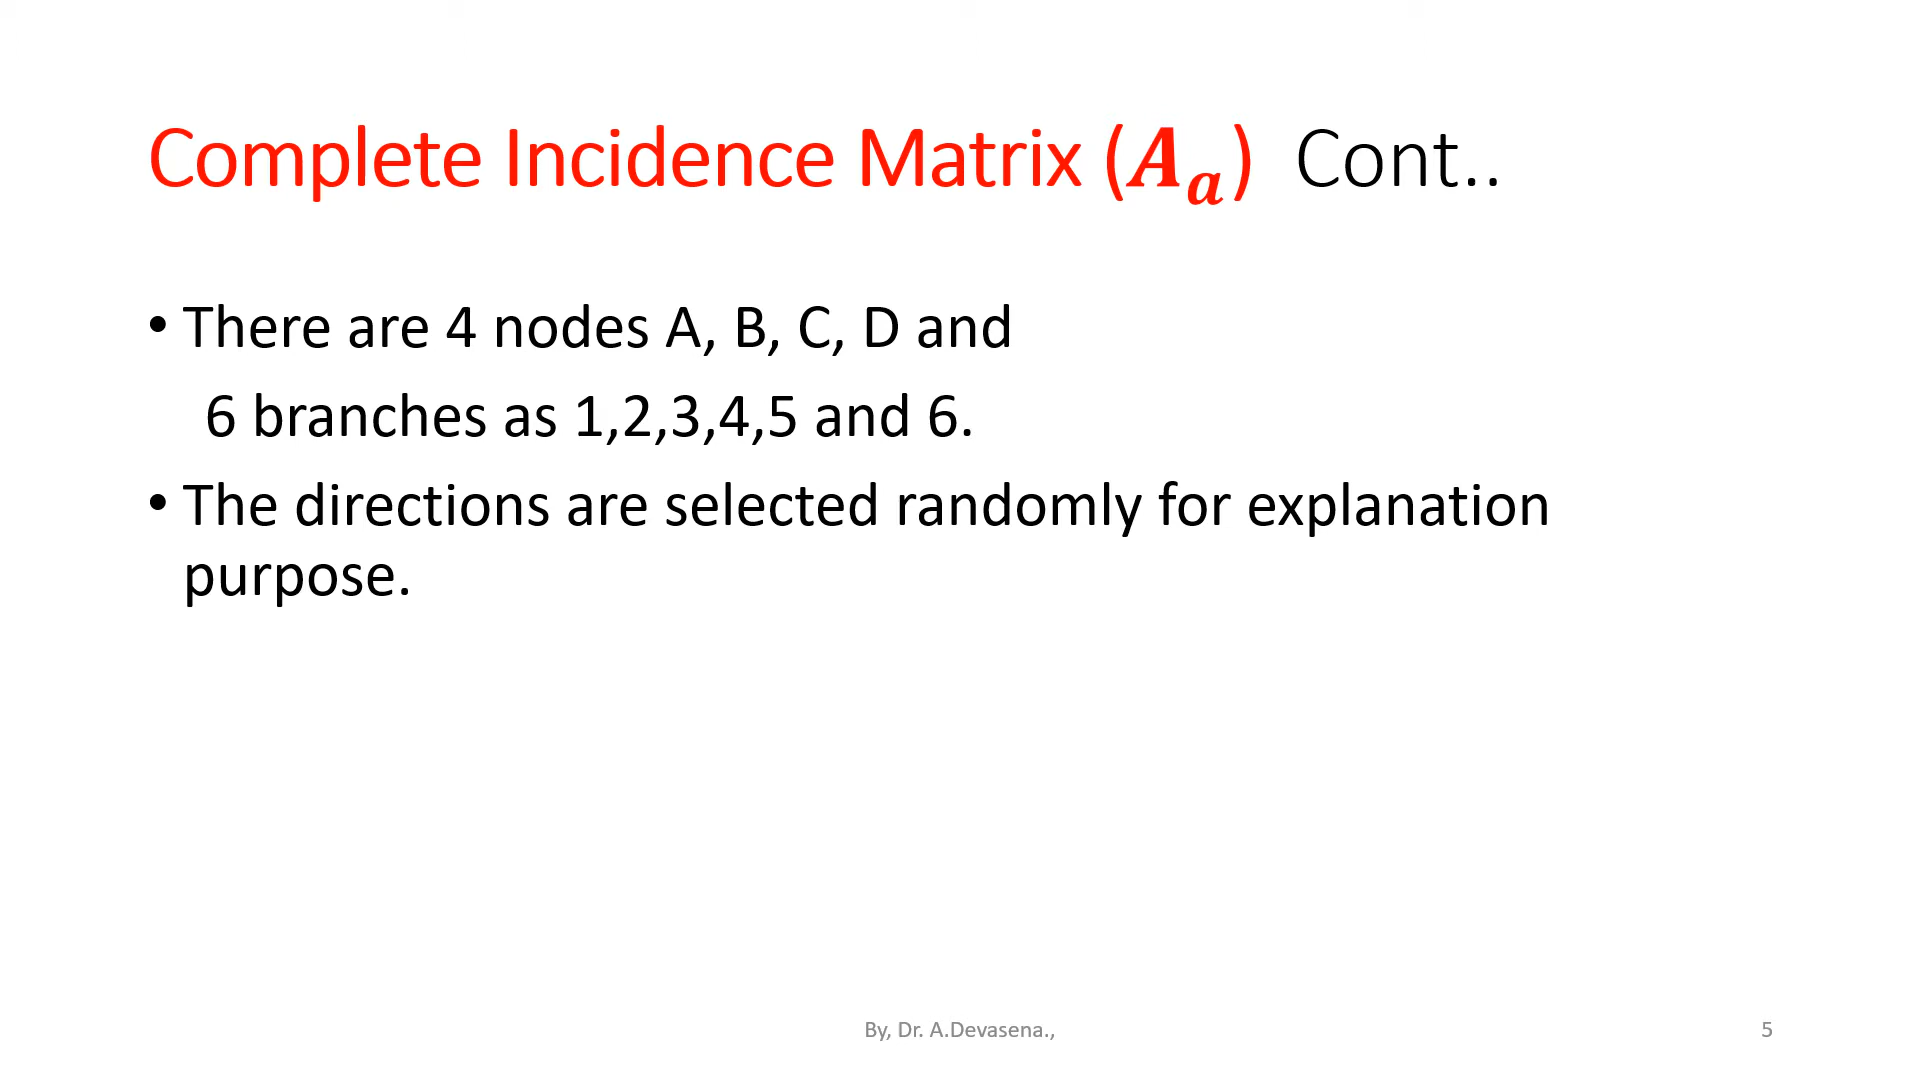 Complete Incidence Matrix (𝑨𝒂) Cont..
• There are 4 nodes A, B, C, D and
6 branches as 1,2,3,4,5 and 6.
• The directions are selected randomly for explanation
purpose.
By, Dr. A.Devasena.,
5